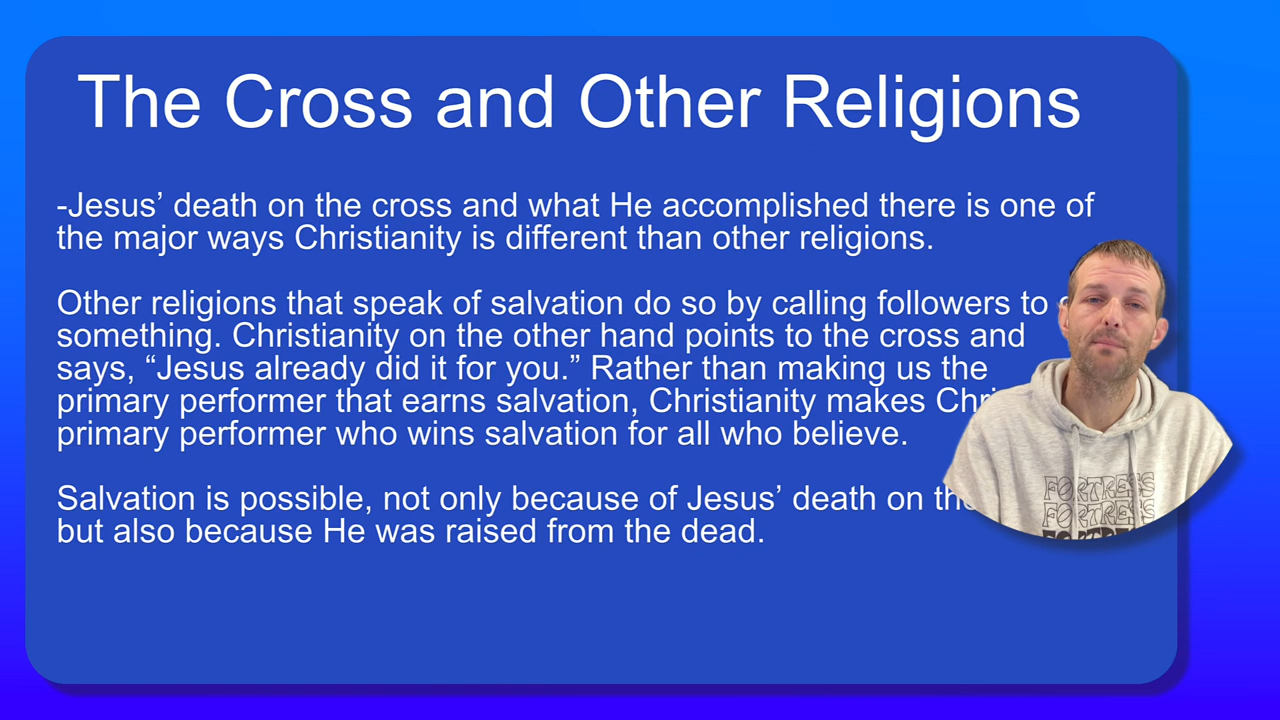 The Cross and Other Religions
-Jesus’ death on the cross and what He accomplished there is one of
the major ways Christianity is different than other religions.
Other religions that speak of salvation do so by calling followers to
something. Christianity on the other hand points to the cross and
says, “Jesus already did it for you.” Rather than making us the
primary performer that earns salvation, Christianity makes
primary performer who wins salvation for all who believe.
Salvation is possible, not only because of Jesus’ death on
but also because He was raised from the dead.
FORTRESS
FORTRESS